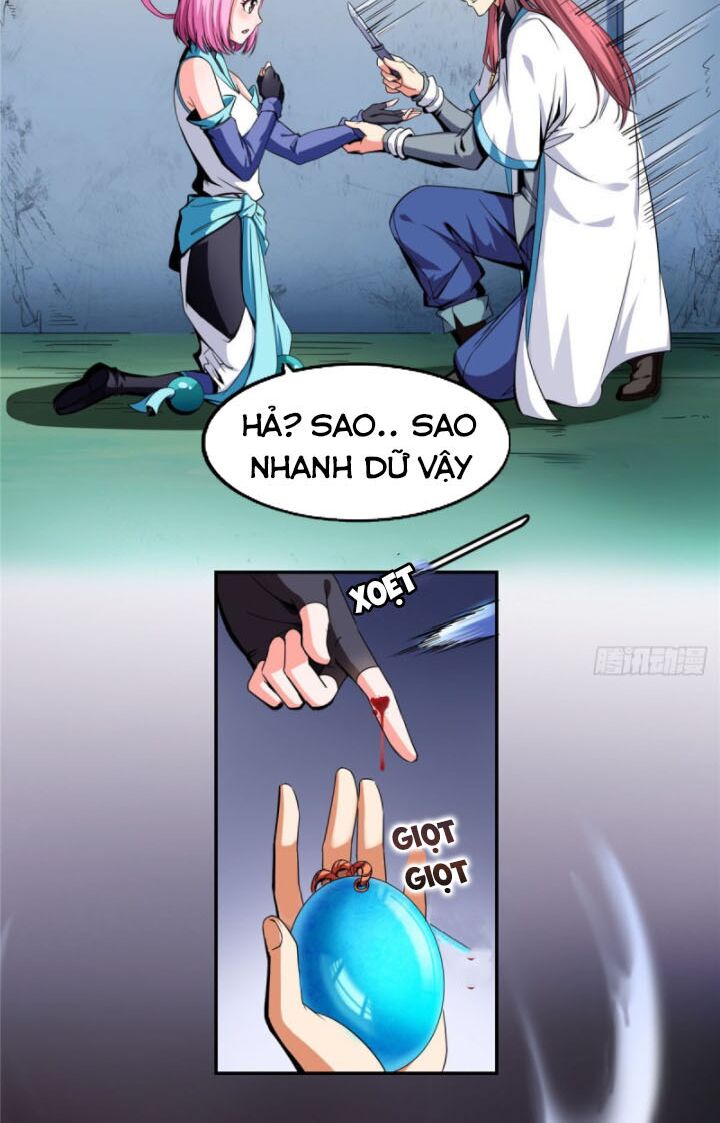 HẢ? SAO.. SAO
NHANH DỮ VẬY
XOẸT
腾讯动漫
GIỌT
GIỌT